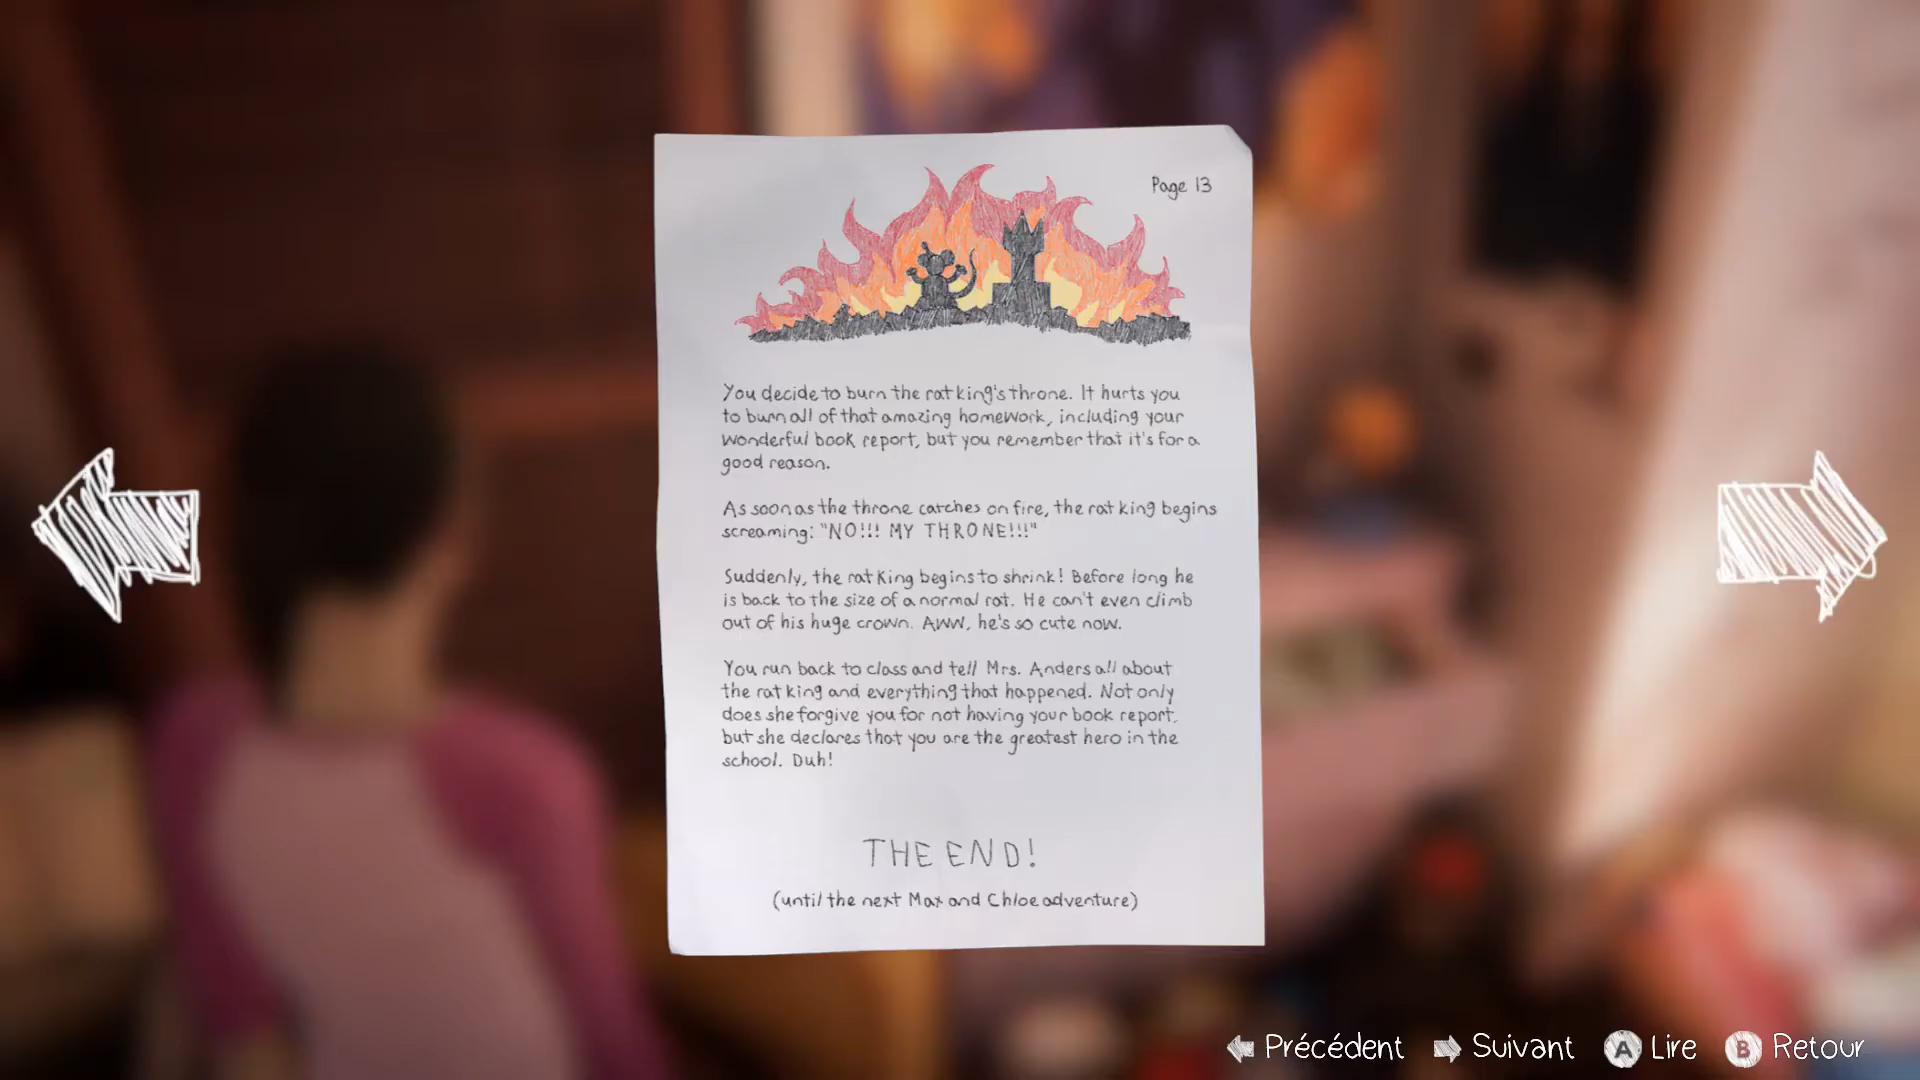 Page 13
You decide to burn the rat king's throne. It hurts you
to burn all of that amazing homework, including your
wonderful book report, but you remember that it's for a
good reason.
As soon as the throne catches on fire, the rat king begins
screaming: "NO!!! MY THRONE!!!"
Suddenly, the rat king begins to shrink! Before long he
is back to the size of a normal rat. He can't even climb
out of his huge crown. AWW, he's so cute now.
You run back to class and tell Mrs. Anders all about
the rat king and everything that happened. Not only
does she forgive you for not having your book report,
but she declares that you are the greatest hero in the
school. Duh!
THE END!
(until the next Max and Chloe adventure)
Précédent Suivant A Lire B Retour